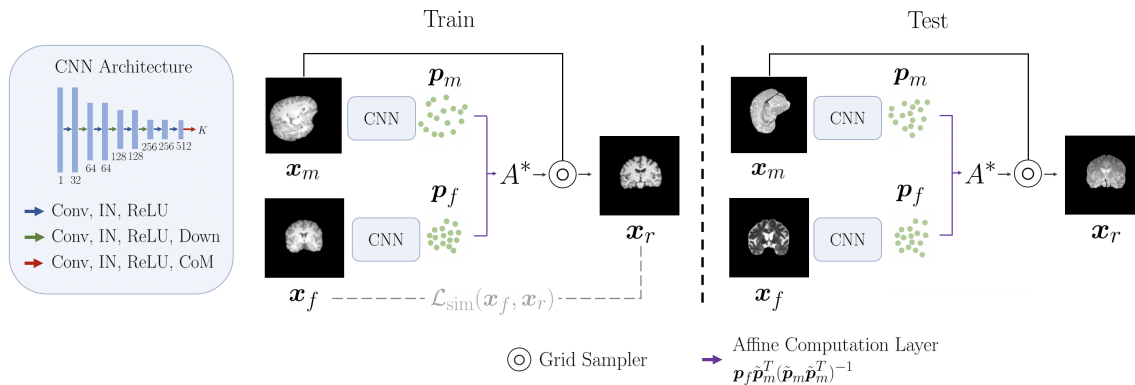 Train
Test
CNN Architecture
K
1 32 64 64 128 128 256 256 512
Conv, IN, ReLU
Conv, IN, ReLU, Down
Conv, IN, ReLU, CoM
x_m
CNN
p_m
x_f
CNN
p_f
A*
x_r
L_sim(x_f, x_r)
x_m
CNN
p_m
x_f
CNN
p_f
A*
x_r
Grid Sampler
Affine Computation Layer
p_f p̃_m^T (p̃_m p̃_m^T)^{-1}